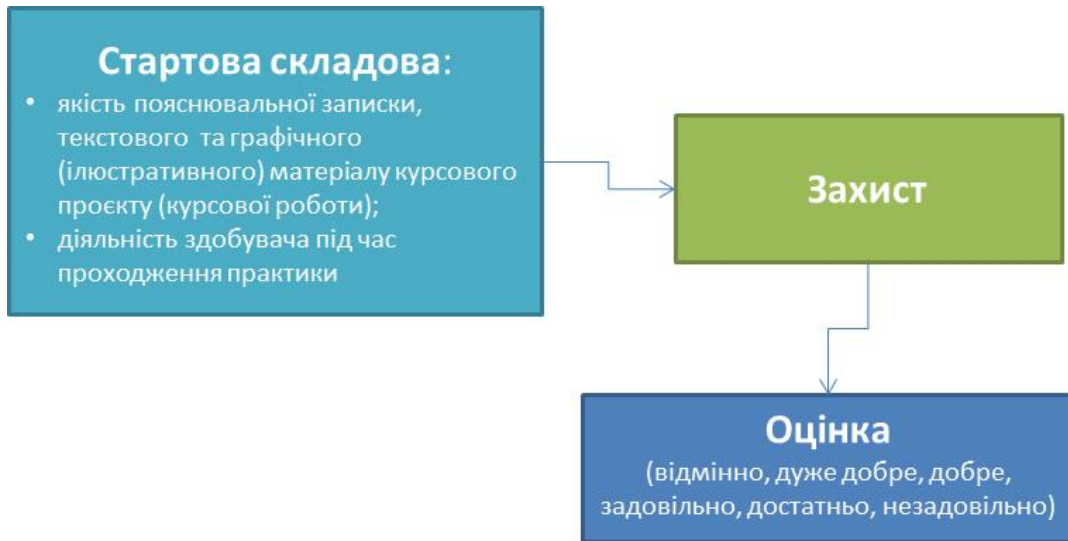 Стартова складова:
• якість пояснювальної записки,
текстового та графічного
(ілюстративного) матеріалу курсового
проєкту (курсової роботи);
• діяльність здобувача під час
проходження практики
Захист
Оцінка
(відмінно, дуже добре, добре,
задовільно, достатньо, незадовільно)